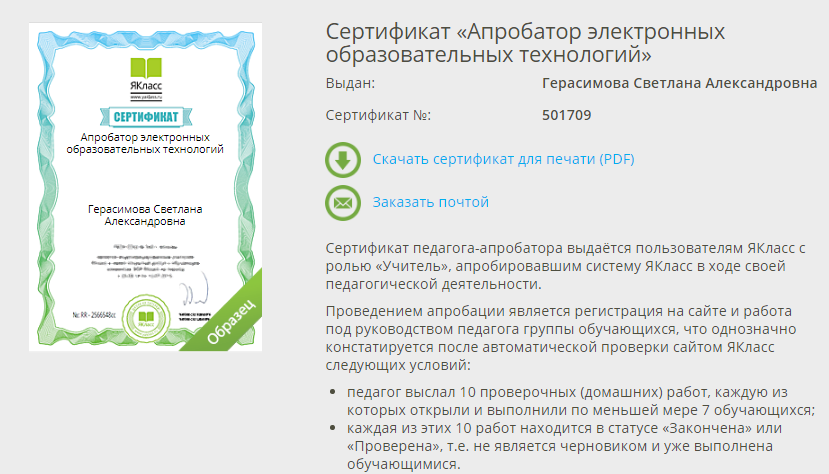 ЯКласс
www.yaklass.ru
СЕРТИФИКАТ
Апробатор электронных
образовательных технологий
Герасимова Светлана
Александровна
№: RR - 2566548cc
ЯКласс
Образец
Сертификат «Апробатор электронных
образовательных технологий»
Выдан: Герасимова Светлана Александровна
Сертификат №: 501709
Скачать сертификат для печати (PDF)
Заказать почтой
Сертификат педагога-апробатора выдаётся пользователям ЯКласс с
ролью «Учитель», апробировавшим систему ЯКласс в ходе своей
педагогической деятельности.
Проведением апробации является регистрация на сайте и работа
под руководством педагога группы обучающихся, что однозначно
констатируется после автоматической проверки сайтом ЯКласс
следующих условий:
• педагог выслал 10 проверочных (домашних) работ, каждую из
которых открыли и выполнили по меньшей мере 7 обучающихся;
• каждая из этих 10 работ находится в статусе «Закончена» или
«Проверена», т.е. не является черновиком и уже выполнена
обучающимися.